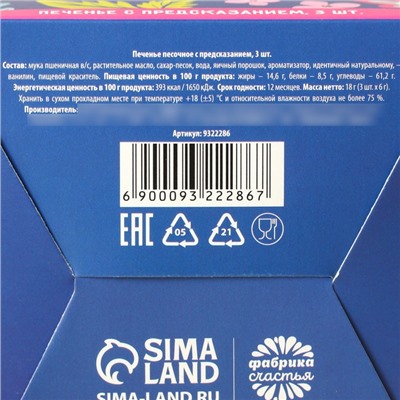 ПЕЧЕНЬЕ С ПРЕДСКАЗАНИЕМ, 3 ШТ.
Печенье песочное с предсказанием, 3 шт.
Состав: мука пшеничная в/с, растительное масло, сахар-песок, вода, яичный порошок, ароматизатор, идентичный натуральному, –
ванилин, пищевой краситель. Пищевая ценность в 100 г продукта: жиры – 14,6 г, белки – 8,5 г, углеводы – 61,2 г.
Энергетическая ценность в 100 г продукта: 393 ккал / 1650 кДж. Срок годности: 12 месяцев. Масса нетто: 18 г (3 шт. х 6 г).
Хранить в сухом прохладном месте при температуре +18 (±5) °С и относительной влажности воздуха не более 75 %.
Производитель:
Артикул: 9322286
6 900093 222867
EAC 05 21
SIMA
LAND
SIMA-LAND.RU
фабрика
счастья